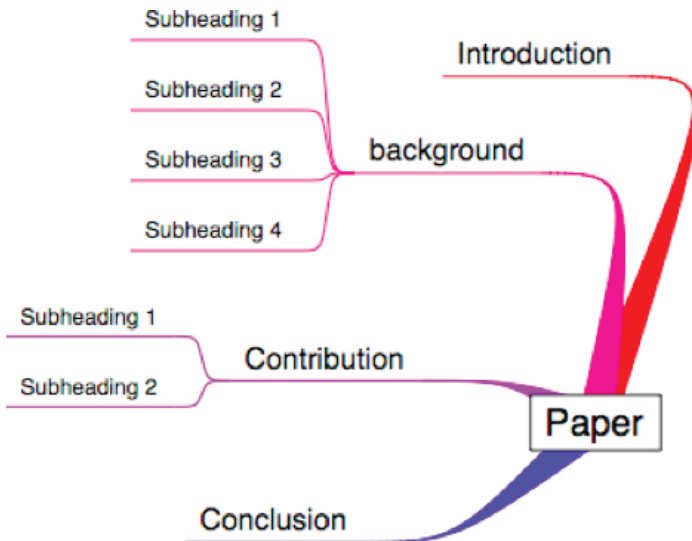 Introduction
Subheading 1
Subheading 2
Subheading 3
Subheading 4
background
Subheading 1
Subheading 2
Contribution
Paper
Conclusion